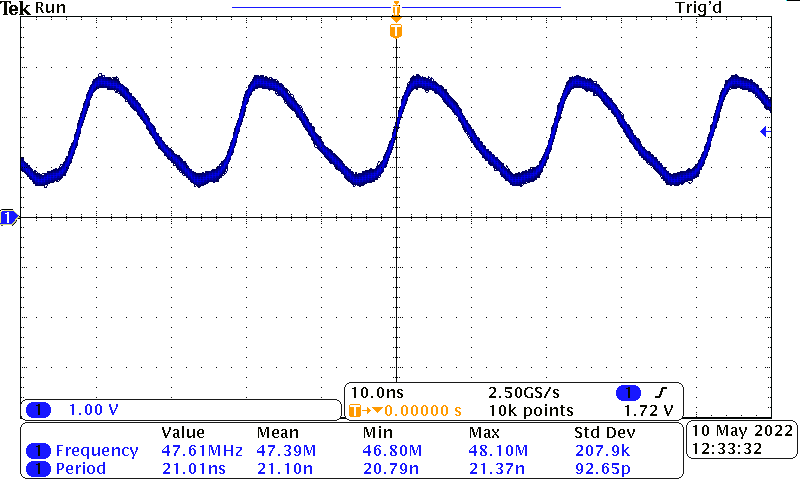 Tek Run Trig'd
T
T
1
10.0ns 2.50GS/s 1
T→▼0.00000 s 10k points 1.72 V
1 1.00 V
Value Mean Min Max Std Dev
1 Frequency 47.61MHz 47.39M 46.80M 48.10M 207.9k
1 Period 21.01ns 21.10n 20.79n 21.37n 92.65p
10 May 2022
12:33:32